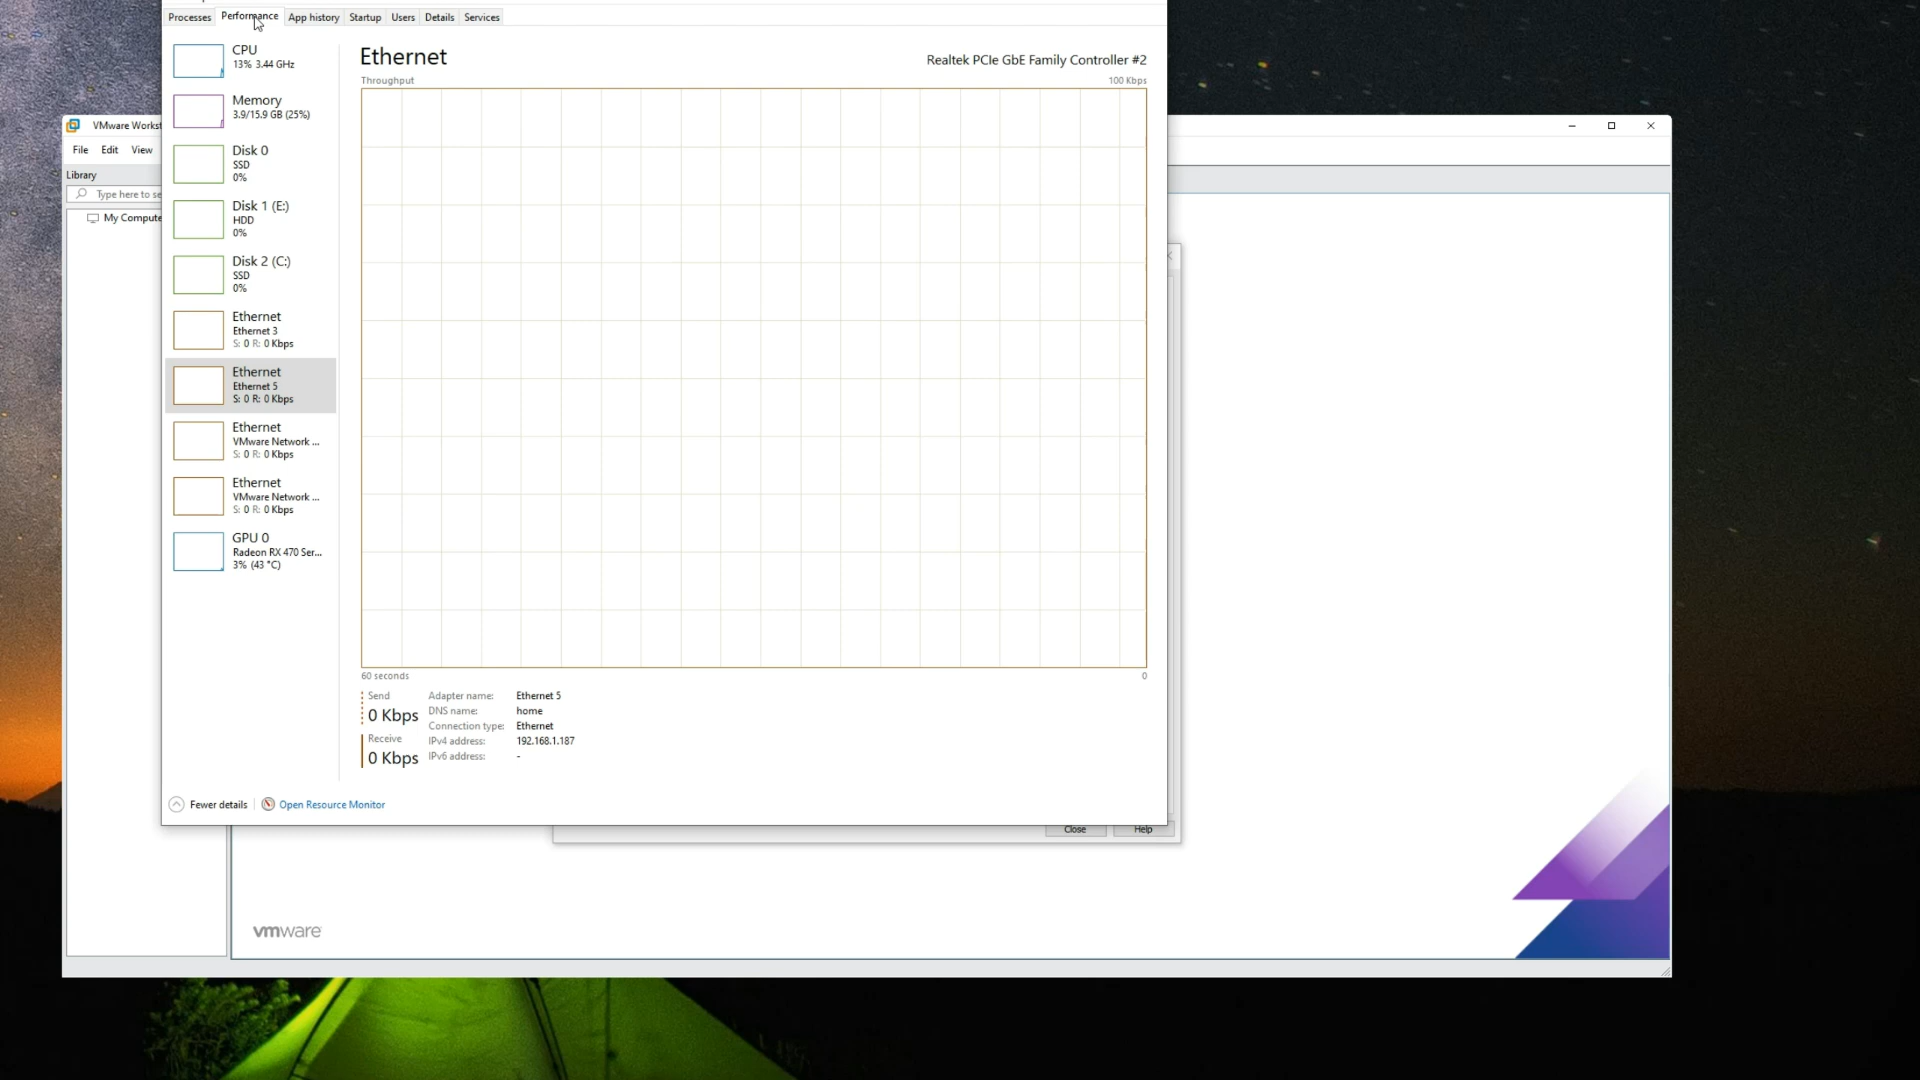 Processes Performance App history Startup Users Details Services
CPU
13% 3.44 GHz
Memory
3.9/15.9 GB (25%)
Disk 0
SSD
0%
Disk 1 (E:)
HDD
0%
Disk 2 (C:)
SSD
0%
Ethernet
Ethernet 3
S: 0 R: 0 Kbps
Ethernet
Ethernet 5
S: 0 R: 0 Kbps
Ethernet
VMware Network ...
S: 0 R: 0 Kbps
Ethernet
VMware Network ...
S: 0 R: 0 Kbps
GPU 0
Radeon RX 470 Ser...
3% (43 °C)
Ethernet
Realtek PCIe GbE Family Controller #2
Throughput
100 Kbps
60 seconds
0
Send
0 Kbps
Receive
0 Kbps
Adapter name: Ethernet 5
DNS name: home
Connection type: Ethernet
IPv4 address: 192.168.1.187
IPv6 address: -
Fewer details
Open Resource Monitor
VMware Workst
File Edit View
Library
Type here to se
My Compute
Close Help
vmware